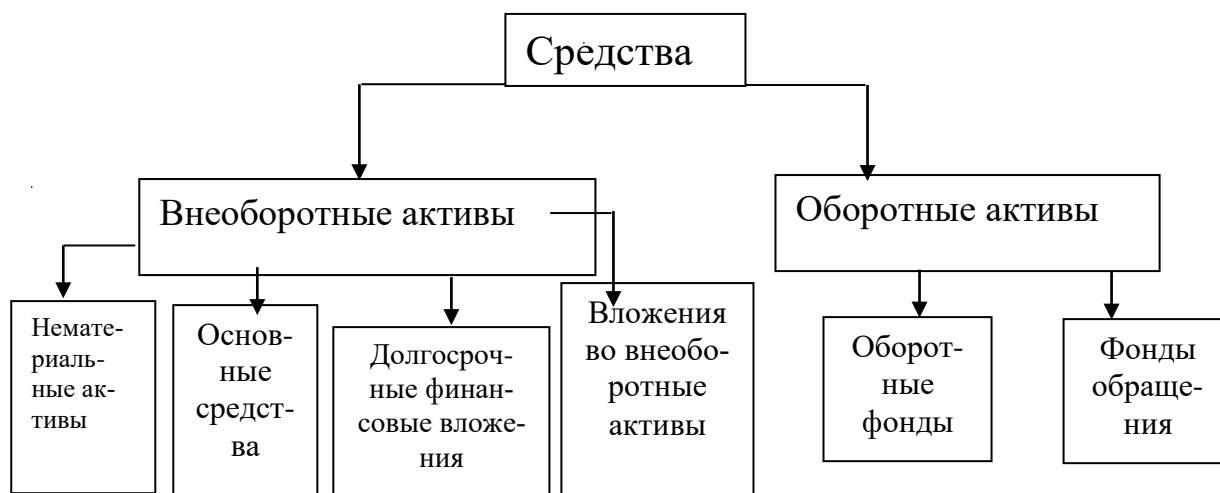 Средства
Внеоборотные активы
Оборотные активы
Немате-
риаль-
ные ак-
тивы
Основ-
ные
средст-
ва
Долгосроч-
ные финан-
совые вложе-
ния
Вложения
во внеобо-
ротные
активы
Оборот-
ные
фонды
Фонды
обраще-
ния